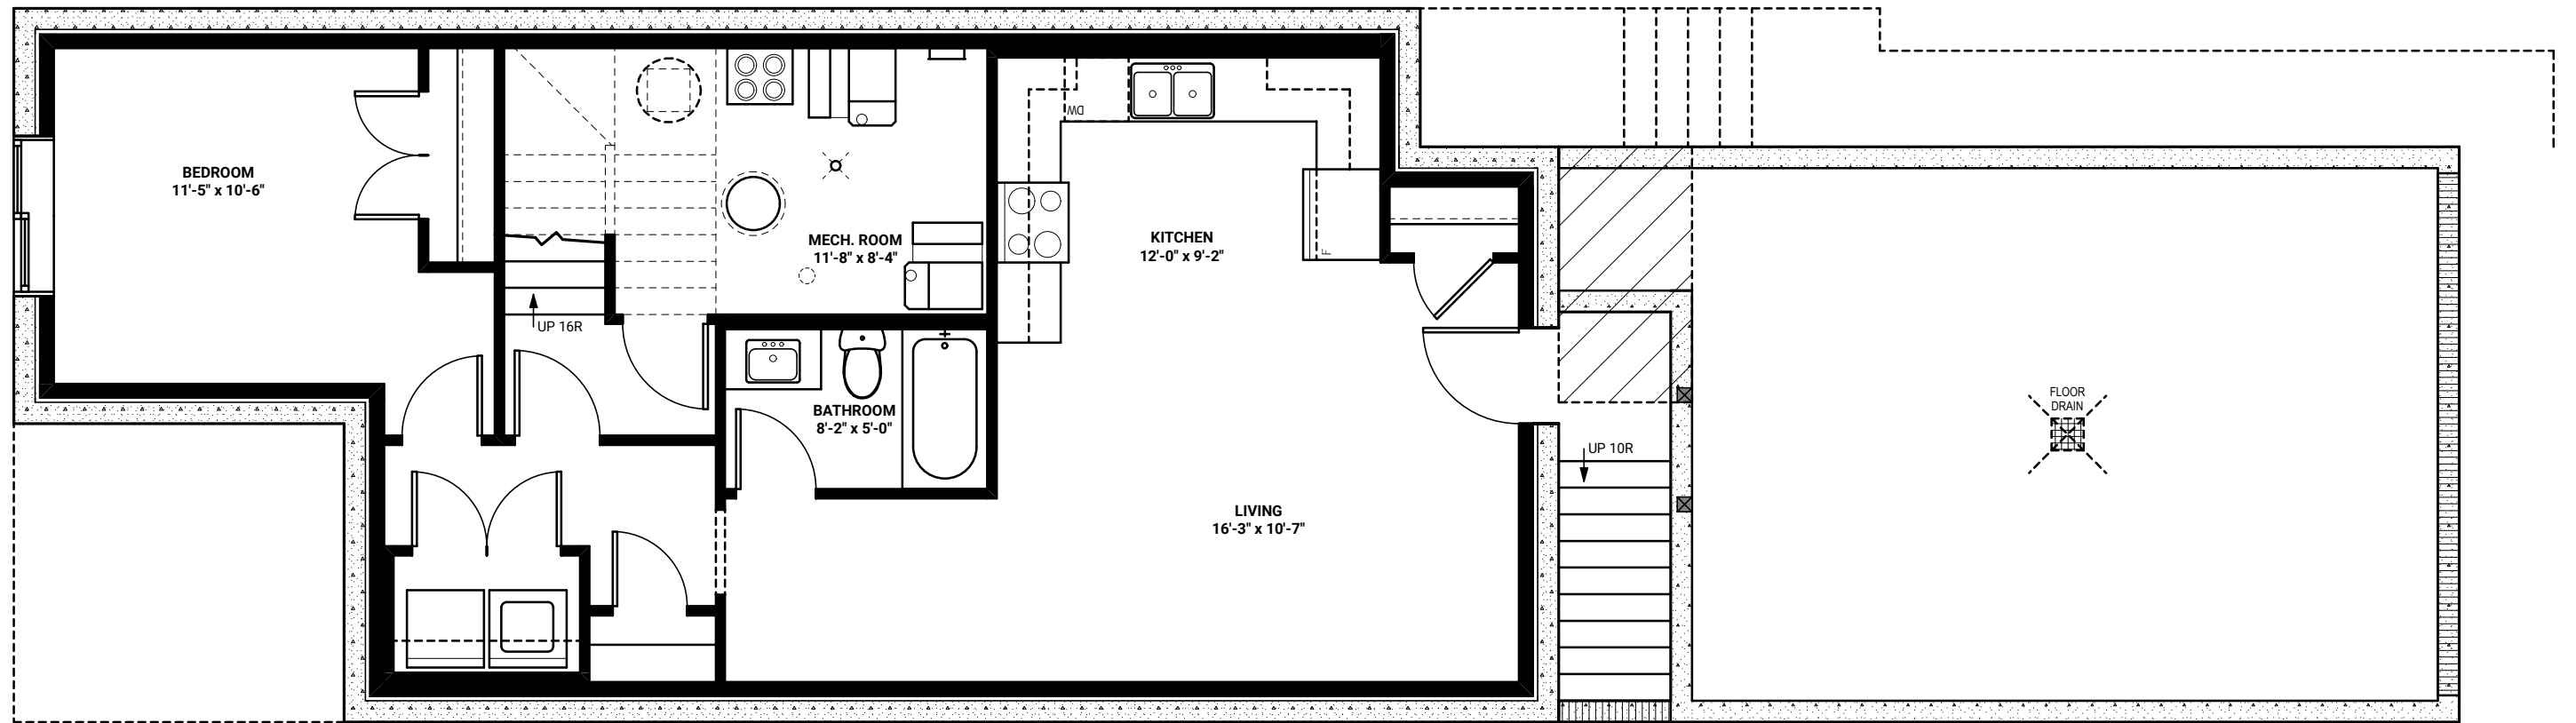 BEDROOM
11'-5" x 10'-6"
MECH. ROOM
11'-8" x 8'-4"
UP 16R
BATHROOM
8'-2" x 5'-0"
DW
KITCHEN
12'-0" x 9'-2"
F
LIVING
16'-3" x 10'-7"
UP 10R
FLOOR
DRAIN